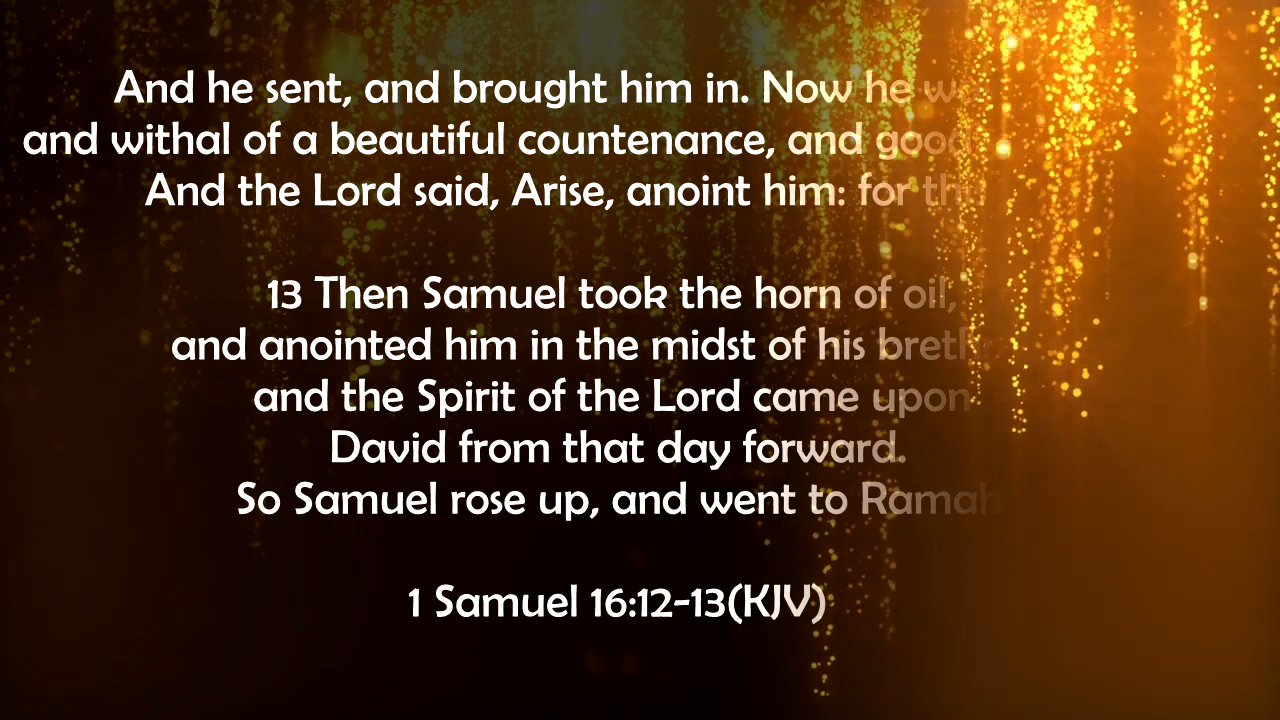 And he sent, and brought him in. Now he
and withal of a beautiful countenance, and
And the Lord said, Arise, anoint him: for
13 Then Samuel took the horn of oil,
and anointed him in the midst of his
and the Spirit of the Lord came upon
David from that day forward.
So Samuel rose up, and went to Ramah
1 Samuel 16:12-13(KJV)